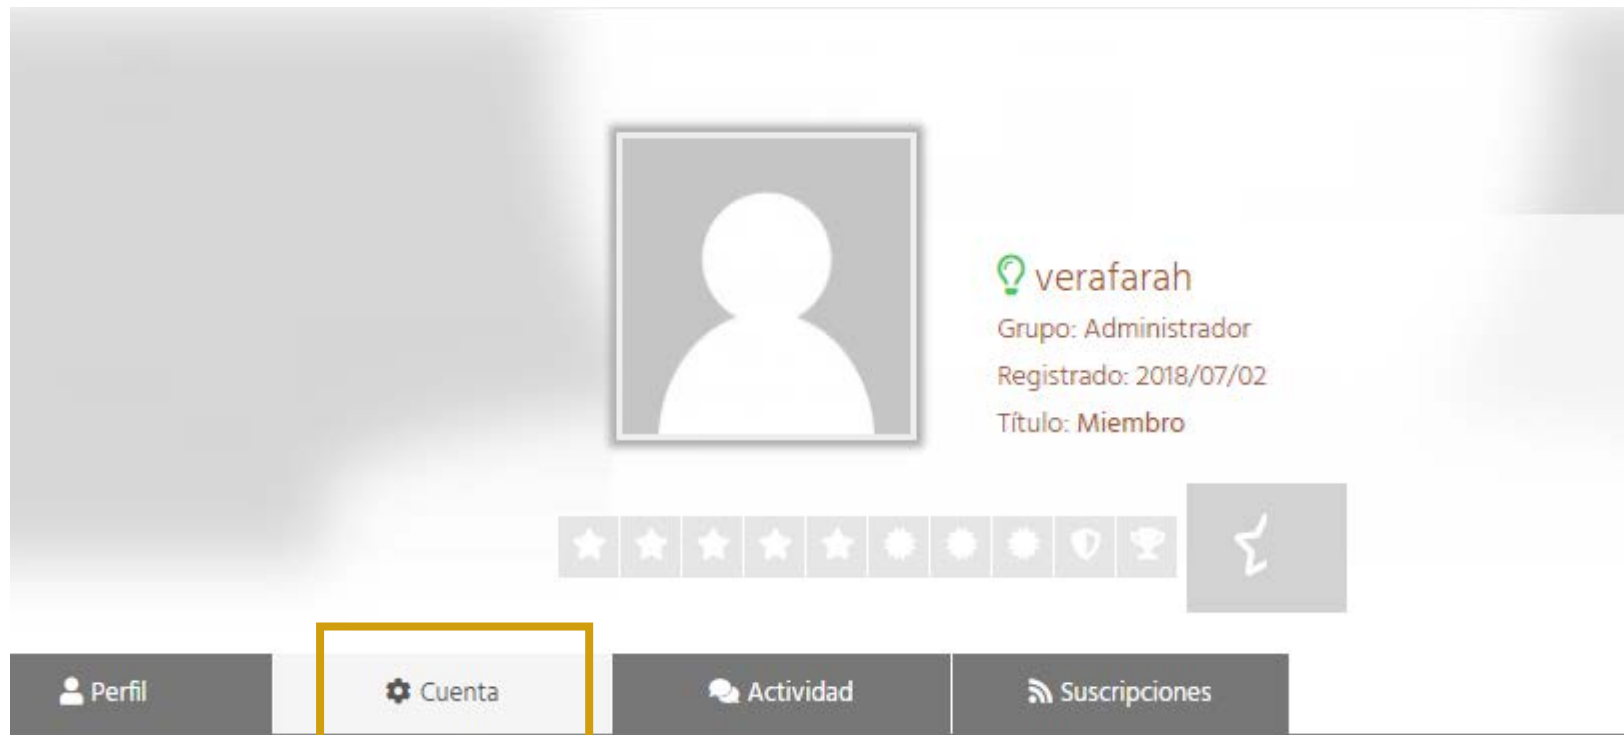 verafarah
Grupo: Administrador
Registrado: 2018/07/02
Título: Miembro
Perfil
Cuenta
Actividad
Suscripciones